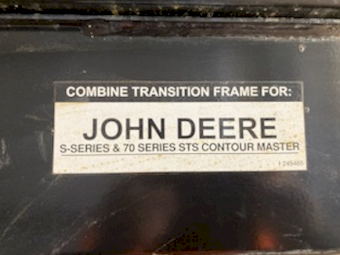 COMBINE TRANSITION FRAME FOR:
JOHN DEERE
S-SERIES & 70 SERIES STS CONTOUR MASTER